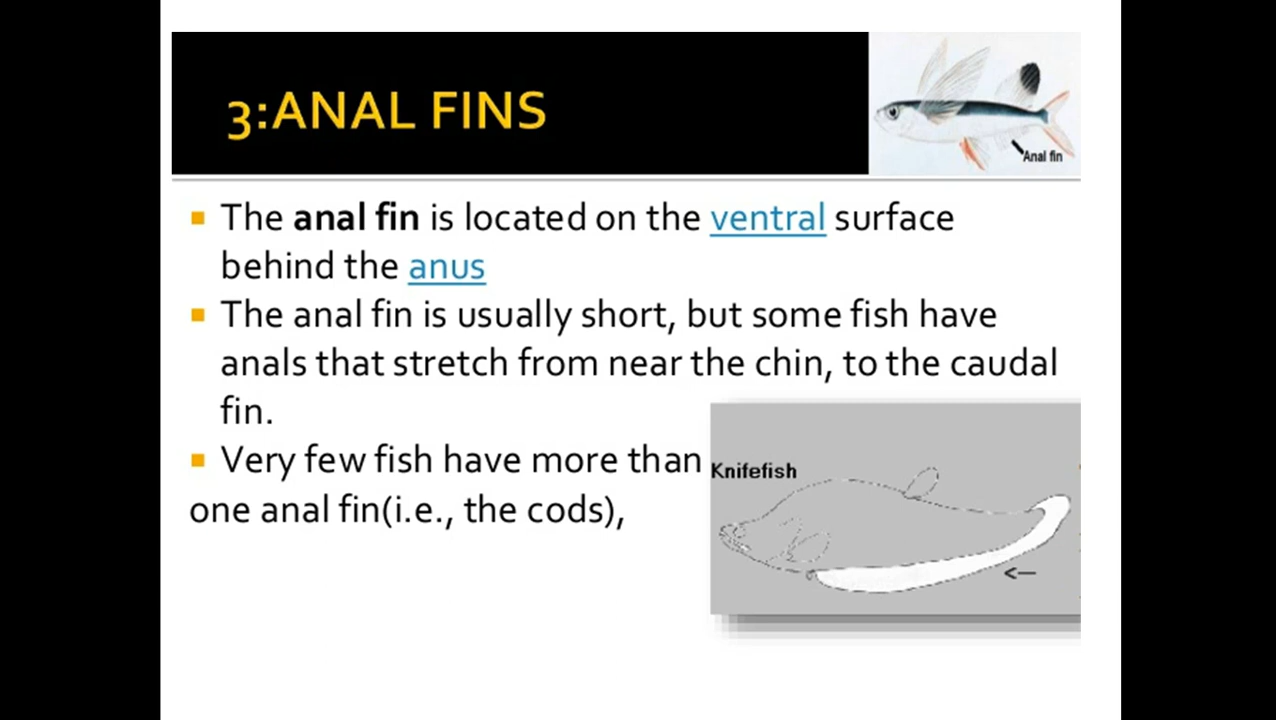 3:ANAL FINS
Anal fin
The anal fin is located on the ventral surface
behind the anus
The anal fin is usually short, but some fish have
anals that stretch from near the chin, to the caudal
fin.
Very few fish have more than
one anal fin(i.e., the cods),
Knifefish